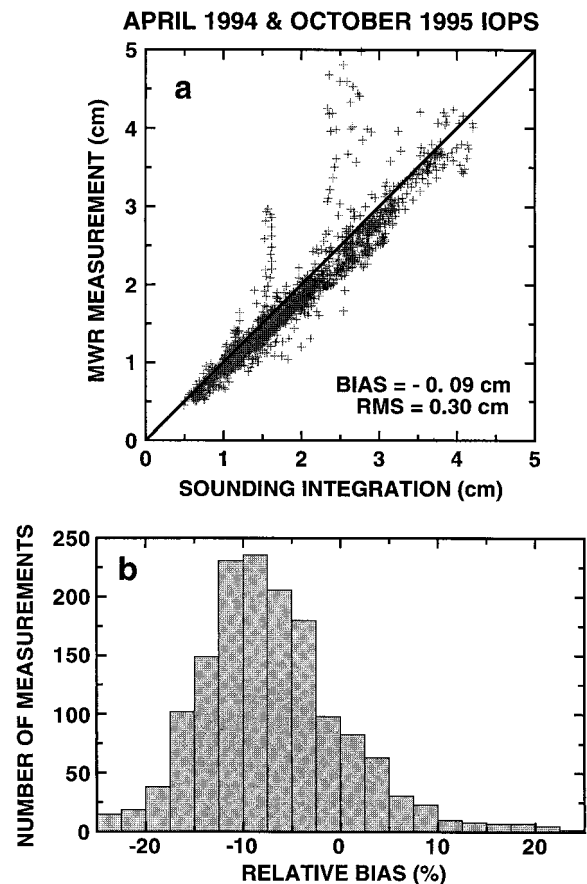 APRIL 1994 & OCTOBER 1995 IOPS
a
MWR MEASUREMENT (cm)
5
4
3
2
1
0
BIAS = - 0. 09 cm
RMS = 0.30 cm
0 1 2 3 4 5
SOUNDING INTEGRATION (cm)
b
NUMBER OF MEASUREMENTS
250
200
150
100
50
0
-20 -10 0 10 20
RELATIVE BIAS (%)